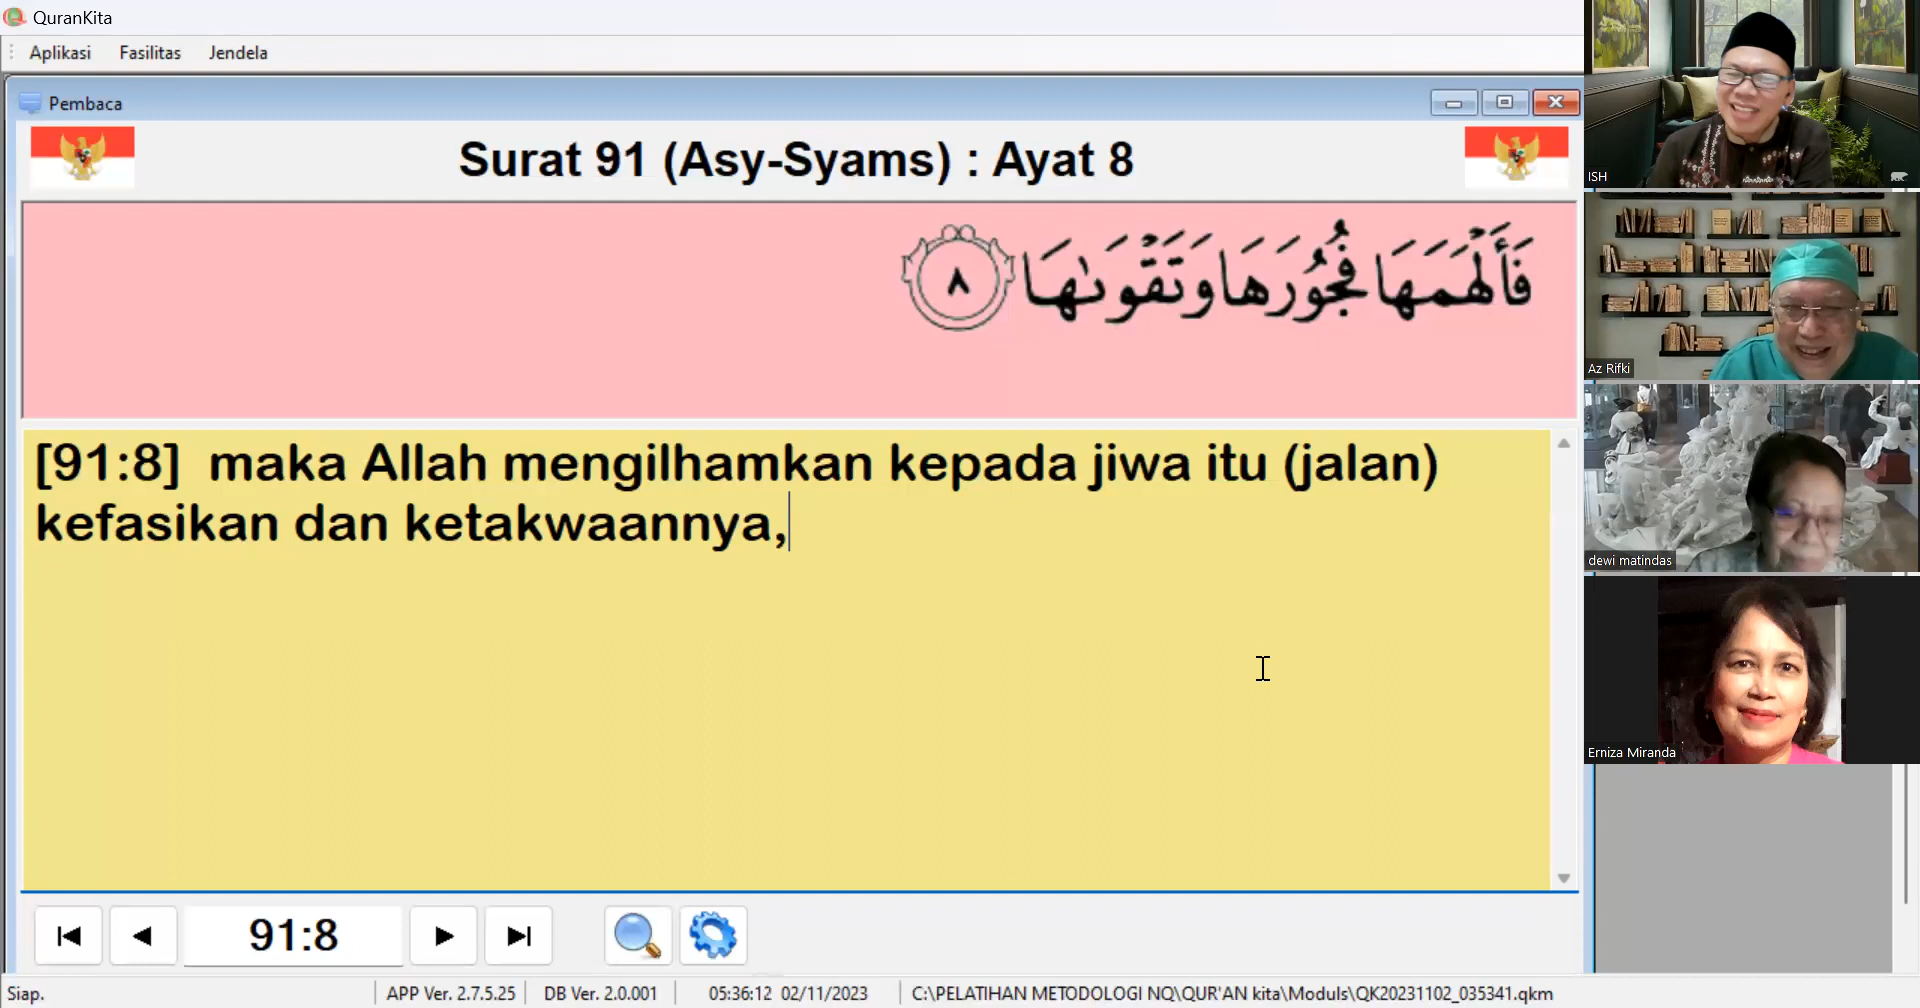 QuranKita
Aplikasi Fasilitas Jendela
Pembaca
Surat 91 (Asy-Syams) : Ayat 8
فَأَلْهَمَهَا فُجُورَهَا وَتَقْوَىٰهَا ٨
[91:8] maka Allah mengilhamkan kepada jiwa itu (jalan)
kefasikan dan ketakwaannya,
91:8
Siap.
APP Ver. 2.7.5.25
DB Ver. 2.0.001
05:36:12 02/11/2023
C:\PELATIHAN METODOLOGI NQ\QUR'AN kita\Moduls\QK20231102_035341.qkm
ISH
Az Rifki
dewi matindas
Erniza Miranda